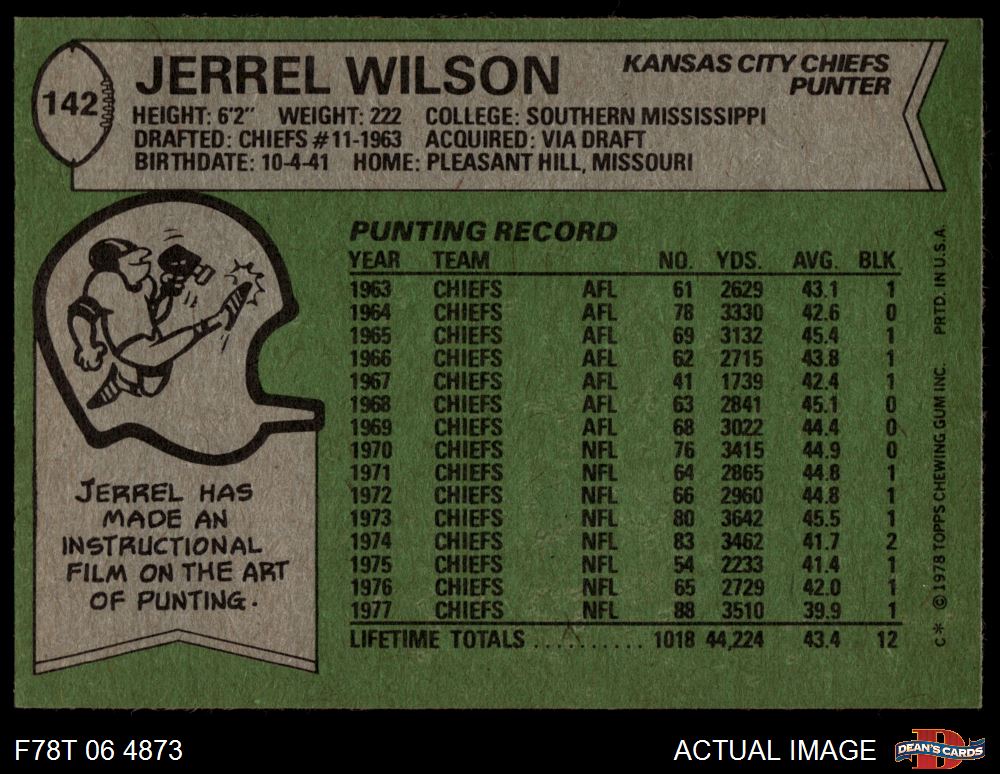 142
JERREL WILSON
KANSAS CITY CHIEFS
PUNTER
HEIGHT: 6'2" WEIGHT: 222 COLLEGE: SOUTHERN MISSISSIPPI
DRAFTED: CHIEFS #11-1963 ACQUIRED: VIA DRAFT
BIRTHDATE: 10-4-41 HOME: PLEASANT HILL, MISSOURI
JERREL HAS
MADE AN
INSTRUCTIONAL
FILM ON THE ART
OF PUNTING.
PUNTING RECORD
YEAR TEAM NO. YDS. AVG. BLK
1963 CHIEFS AFL 61 2629 43.1 1
1964 CHIEFS AFL 78 3330 42.6 0
1965 CHIEFS AFL 69 3132 45.4 1
1966 CHIEFS AFL 62 2715 43.8 1
1967 CHIEFS AFL 41 1739 42.4 1
1968 CHIEFS AFL 63 2841 45.1 0
1969 CHIEFS AFL 68 3022 44.4 0
1970 CHIEFS NFL 76 3415 44.9 0
1971 CHIEFS NFL 64 2865 44.8 1
1972 CHIEFS NFL 66 2960 44.8 1
1973 CHIEFS NFL 80 3642 45.5 1
1974 CHIEFS NFL 83 3462 41.7 2
1975 CHIEFS NFL 54 2233 41.4 1
1976 CHIEFS NFL 65 2729 42.0 1
1977 CHIEFS NFL 88 3510 39.9 1
LIFETIME TOTALS .......... 1018 44,224 43.4 12
C* © 1978 TOPPS CHEWING GUM INC. PRTD. IN U.S.A.
F78T 06 4873
ACTUAL IMAGE
D
DEAN'S CARDS